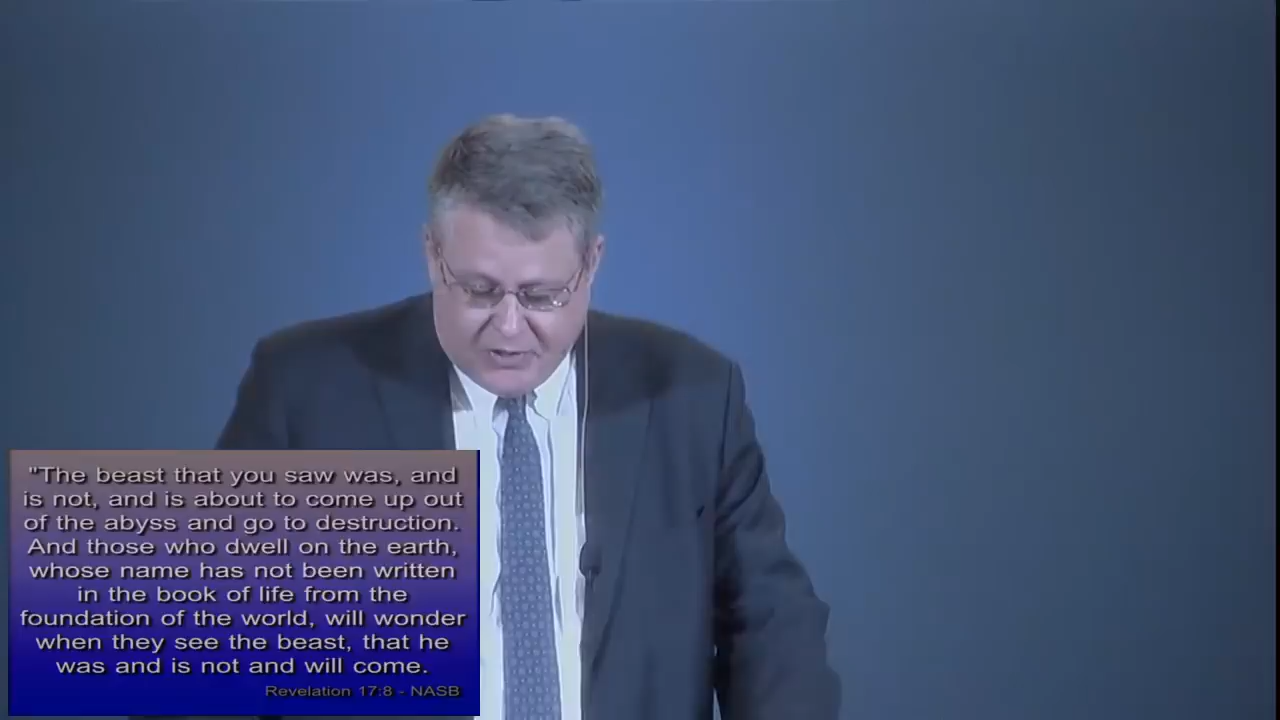 "The beast that you saw was, and
is not, and is about to come up out
of the abyss and go to destruction.
And those who dwell on the earth,
whose name has not been written
in the book of life from the
foundation of the world, will wonder
when they see the beast, that he
was and is not and will come.
Revelation 17:8 - NASB